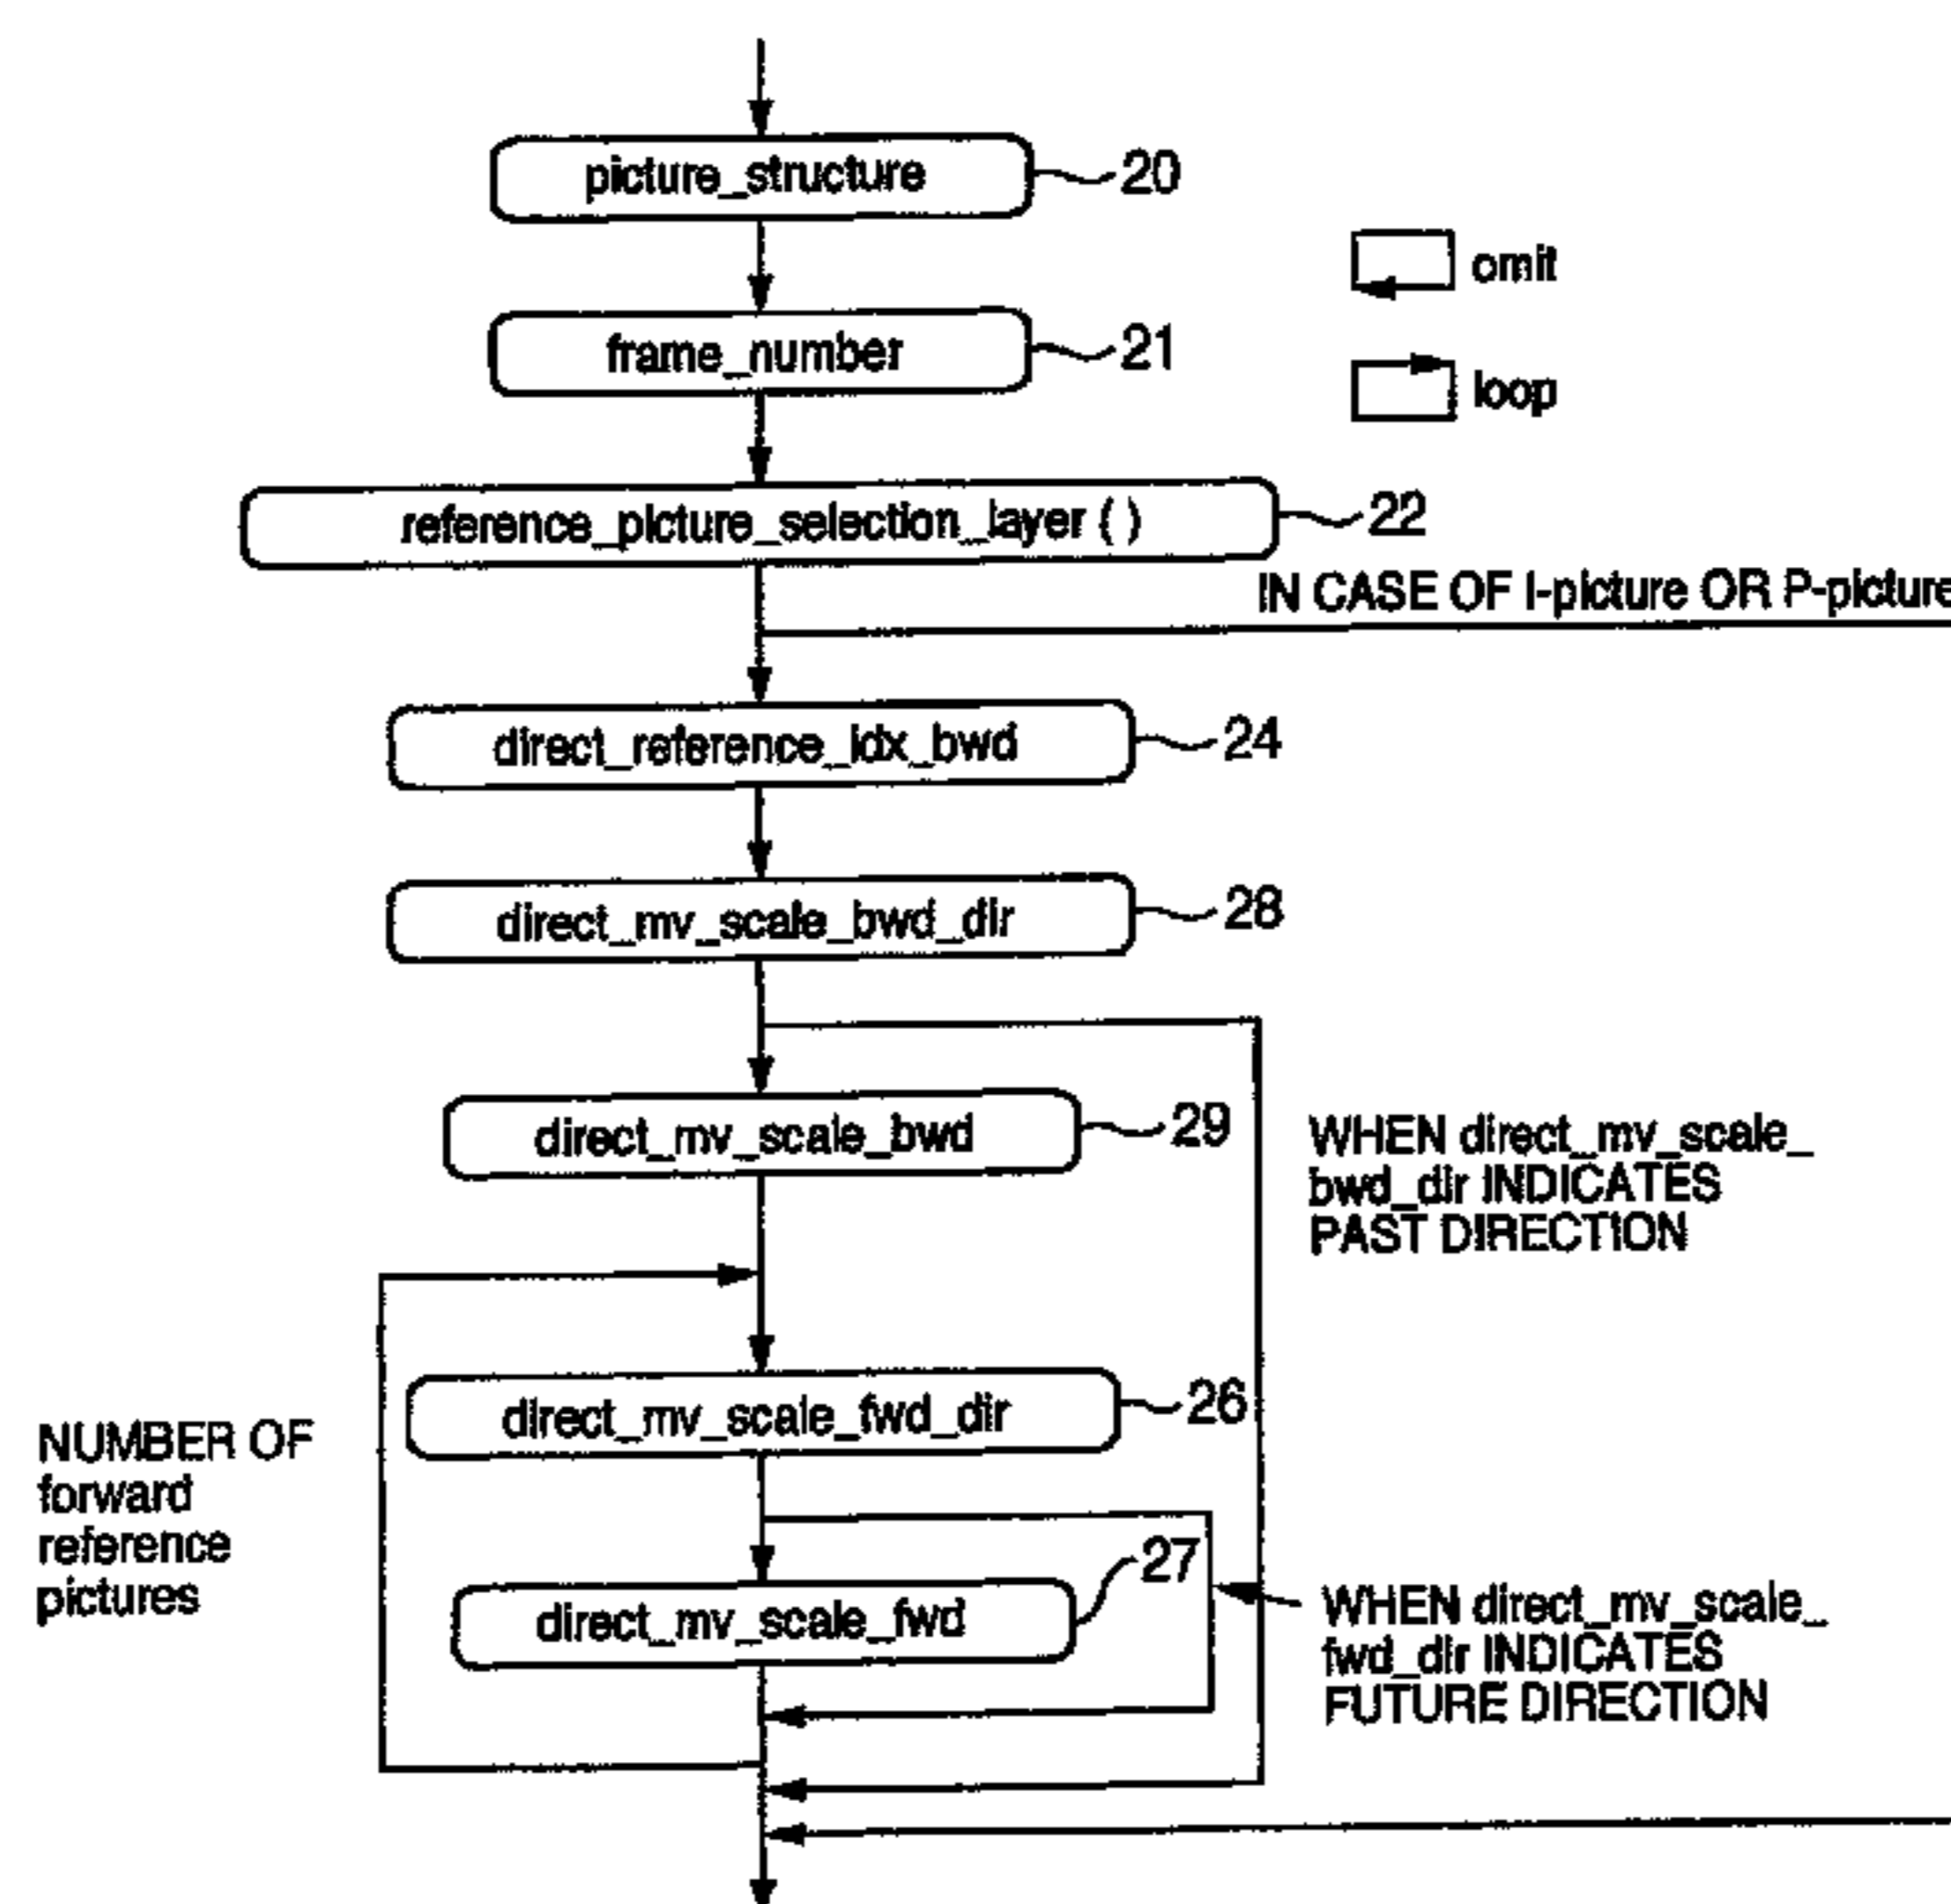 picture_structure
20
omit
frame_number
21
loop
reference_picture_selection_layer ( )
22
IN CASE OF I-picture OR P-picture
direct_reference_idx_bwd
24
direct_mv_scale_bwd_dir
28
direct_mv_scale_bwd
29
WHEN direct_mv_scale_
bwd_dir INDICATES
PAST DIRECTION
direct_mv_scale_fwd_dir
26
NUMBER OF
forward
reference
pictures
27
direct_mv_scale_fwd
WHEN direct_mv_scale_
fwd_dir INDICATES
FUTURE DIRECTION